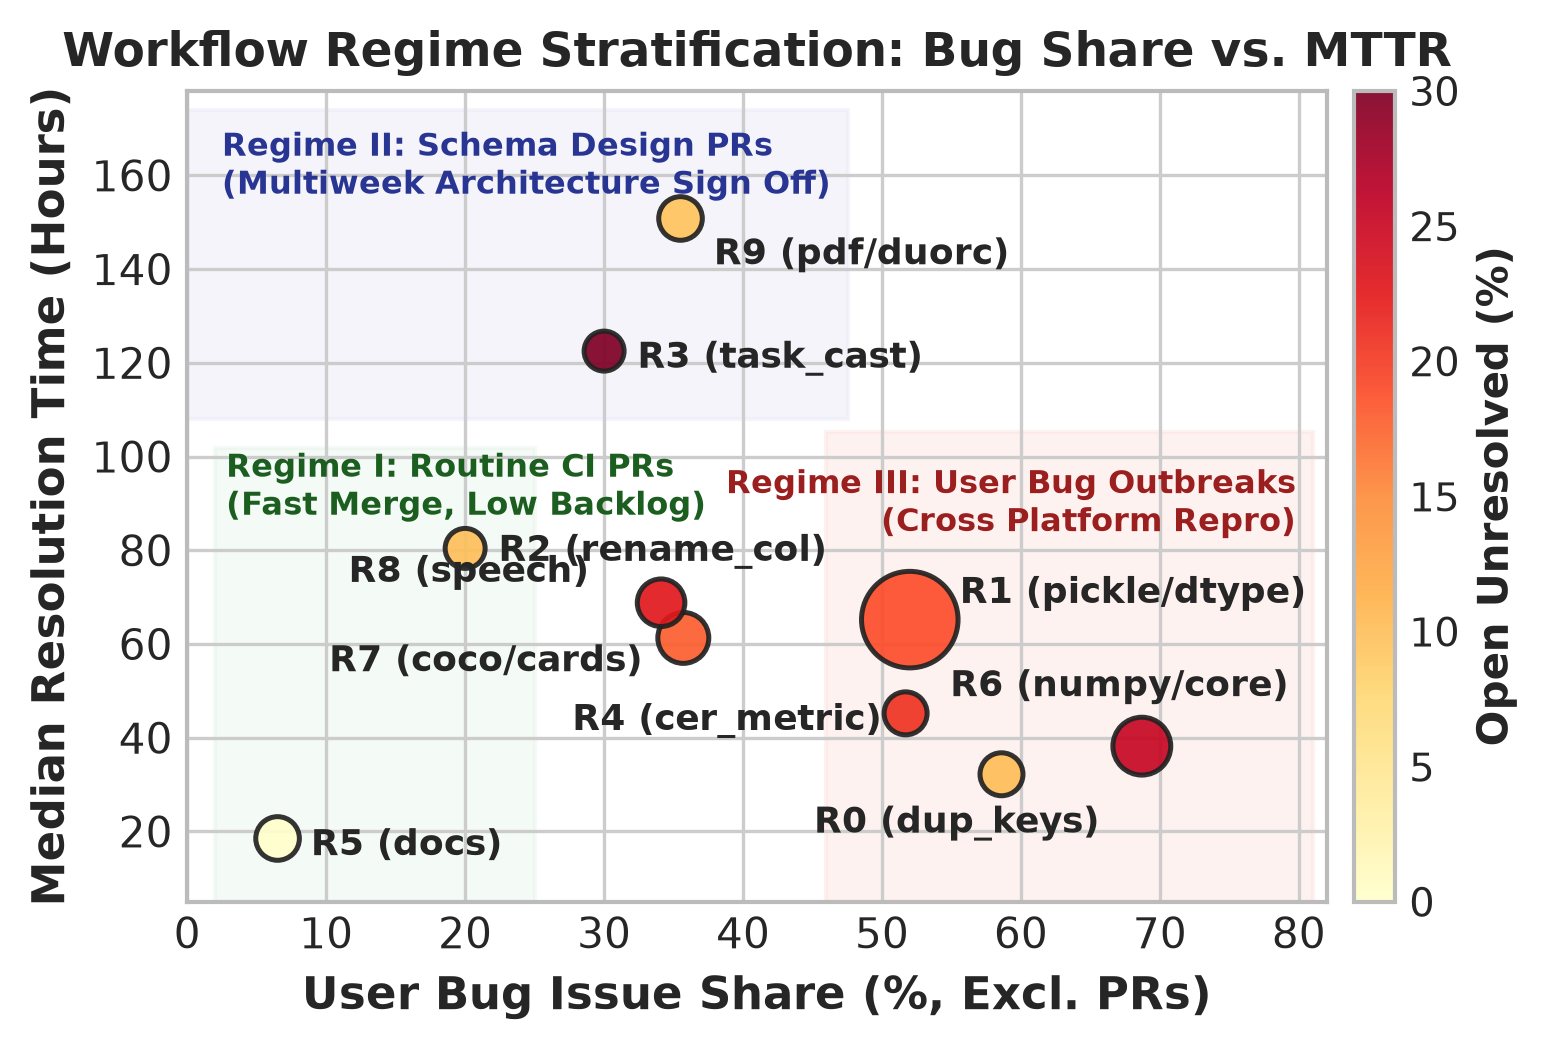 Workflow Regime Stratification: Bug Share vs. MTTR
Regime II: Schema Design PRs
(Multiweek Architecture Sign Off)
R9 (pdf/duorc)
R3 (task_cast)
Regime I: Routine CI PRs
(Fast Merge, Low Backlog)
Regime III: User Bug Outbreaks
(Cross Platform Repro)
R2 (rename_col)
R8 (speech)
R1 (pickle/dtype)
R7 (coco/cards)
R6 (numpy/core)
R4 (cer_metric)
R0 (dup_keys)
R5 (docs)
Median Resolution Time (Hours)
160
140
120
100
80
60
40
20
0 10 20 30 40 50 60 70 80
User Bug Issue Share (%, Excl. PRs)
30
25
20
15
10
5
0
Open Unresolved (%)